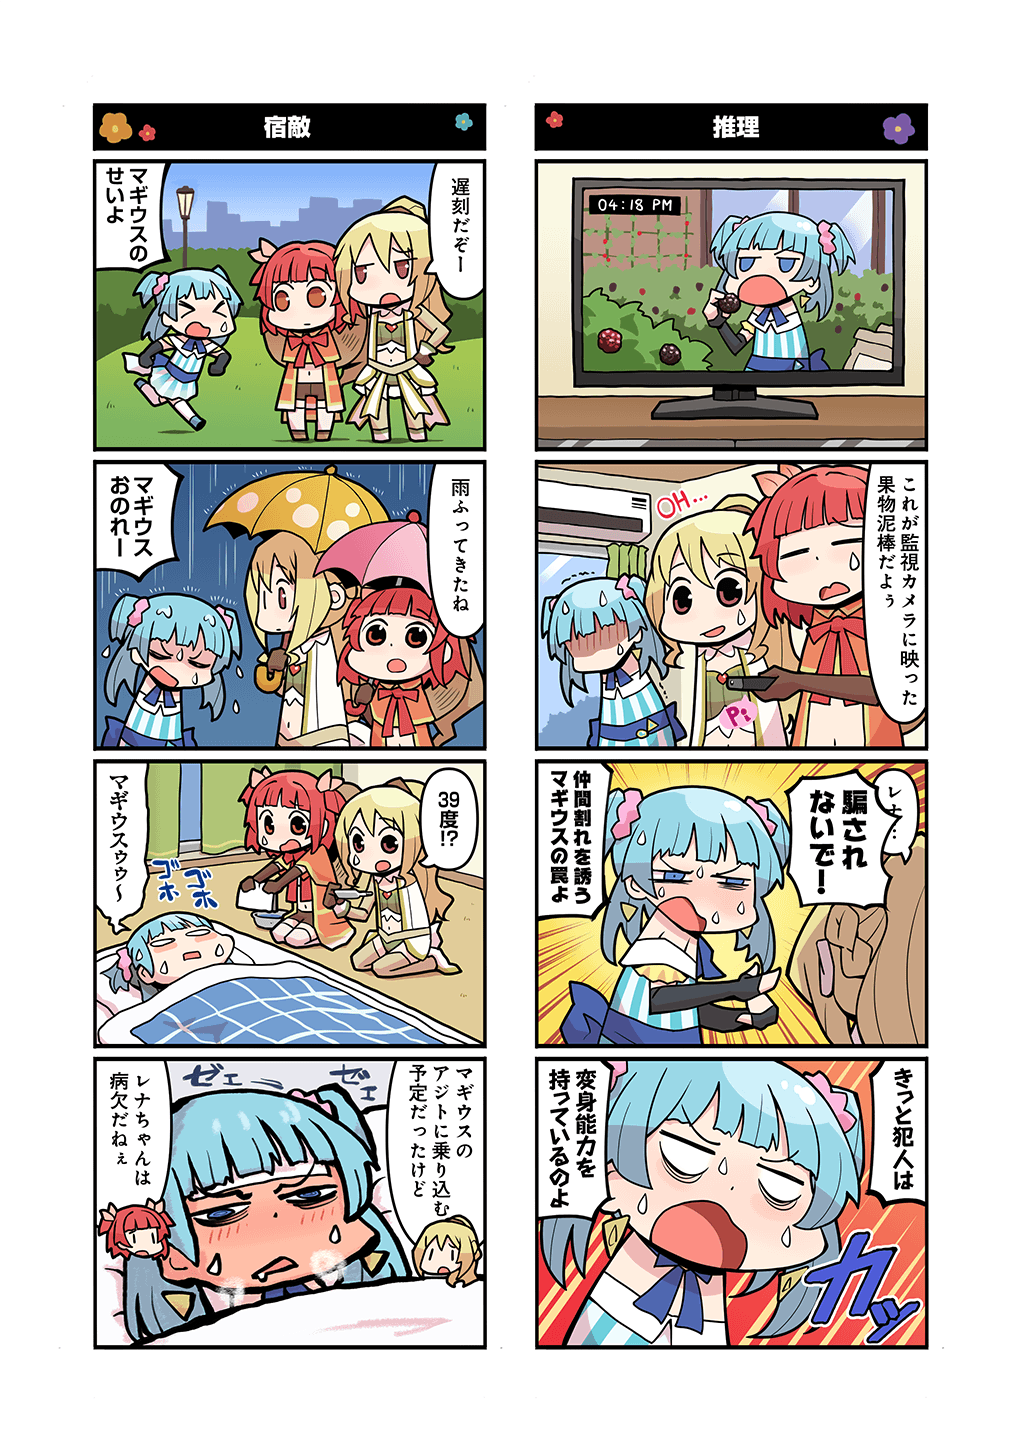 推理
04:18 PM
これが監視カメラに映った
果物泥棒だよぅ
OH...
Pi
レナ…
騙され
ないで!
仲間割れを誘う
マギウスの罠よ
きっと犯人は
変身能力を
持っているのよ
カッ
宿敵
遅刻だぞー
マギウスの
せいよ
雨ふってきたね
マギウス
おのれー
39
度!?
マギウスゥゥ〜
ゴホ
ゴホ
マギウスの
アジトに乗り込む
予定だったけど
ゼェ
ゼェ
レナちゃんは
病欠だねぇ